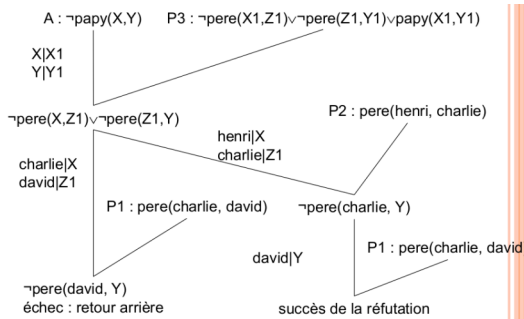 A : ¬papy(X,Y) P3 : ¬pere(X1,Z1)∨¬pere(Z1,Y1)∨papy(X1,Y1)
X|X1
Y|Y1
¬pere(X,Z1)∨¬pere(Z1,Y)
P2 : pere(henri, charlie)
henri|X
charlie|Z1
charlie|X
david|Z1
P1 : pere(charlie, david)
¬pere(charlie, Y)
david|Y
P1 : pere(charlie, david
¬pere(david, Y)
échec : retour arrière
succès de la réfutation